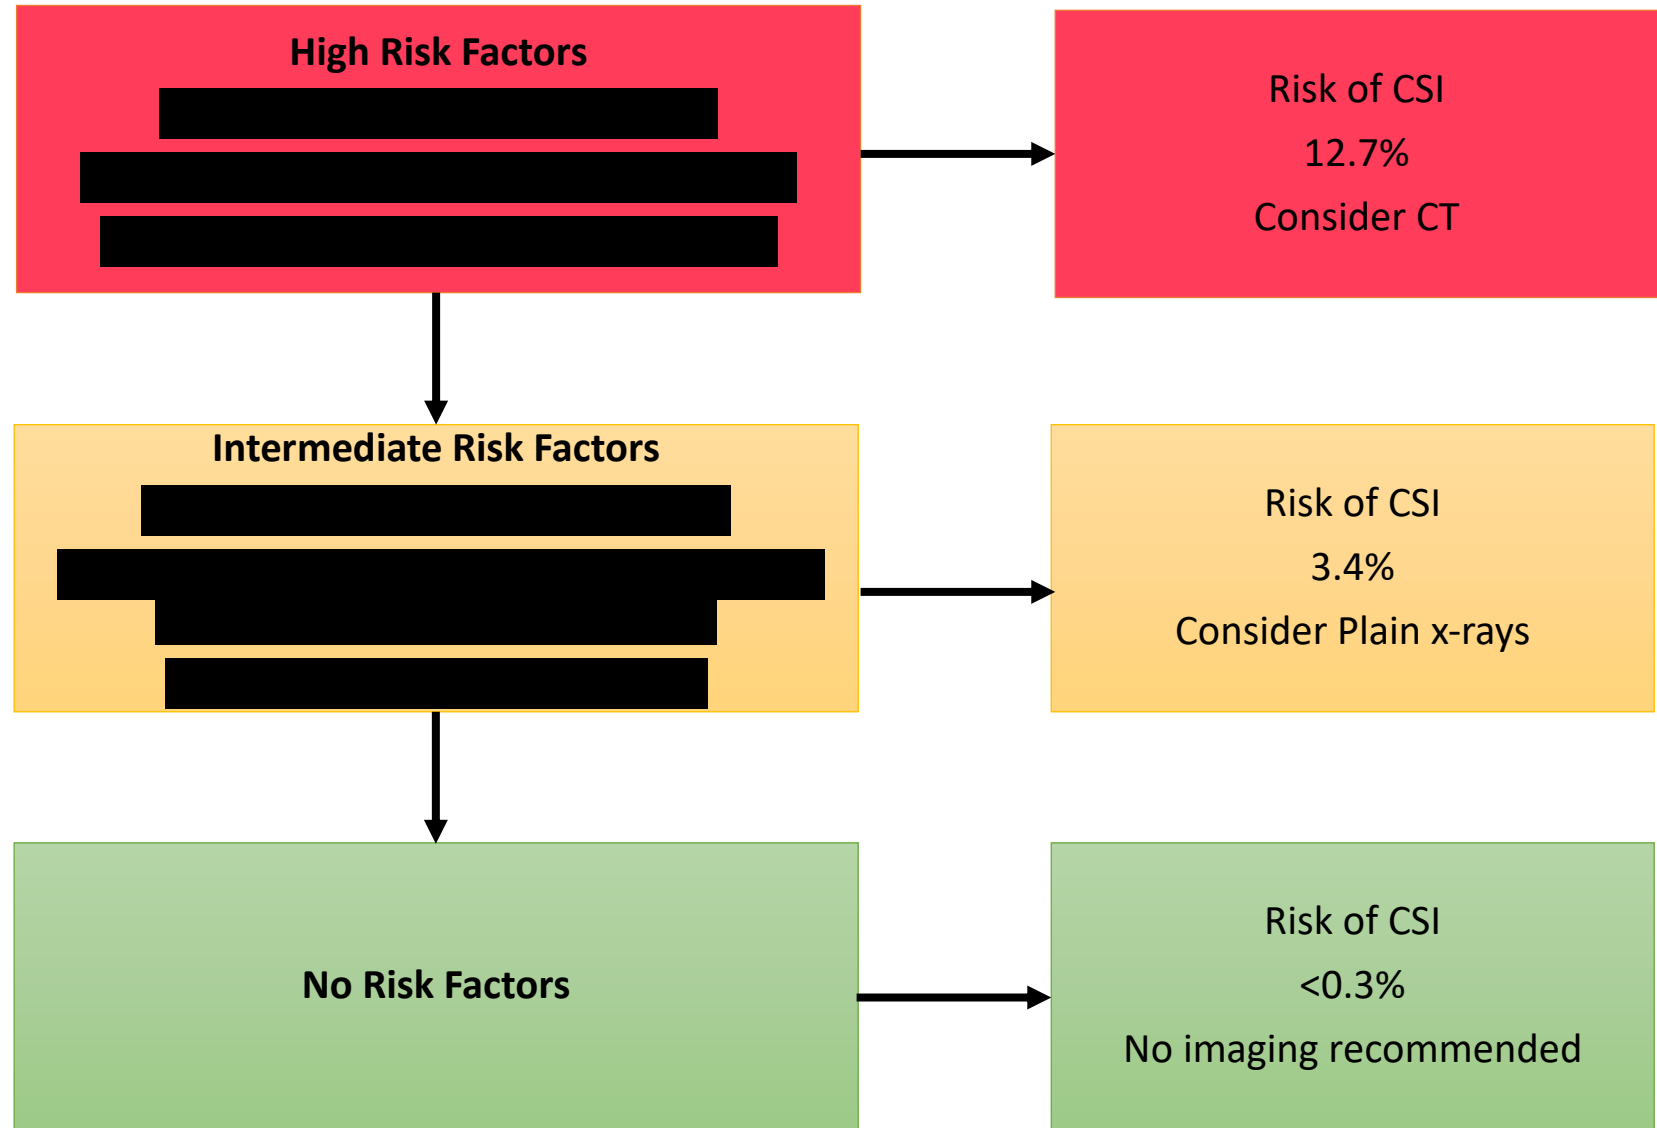 High Risk Factors
Risk of CSI
12.7%
Consider CT
Intermediate Risk Factors
Risk of CSI
3.4%
Consider Plain x-rays
No Risk Factors
Risk of CSI
<0.3%
No imaging recommended